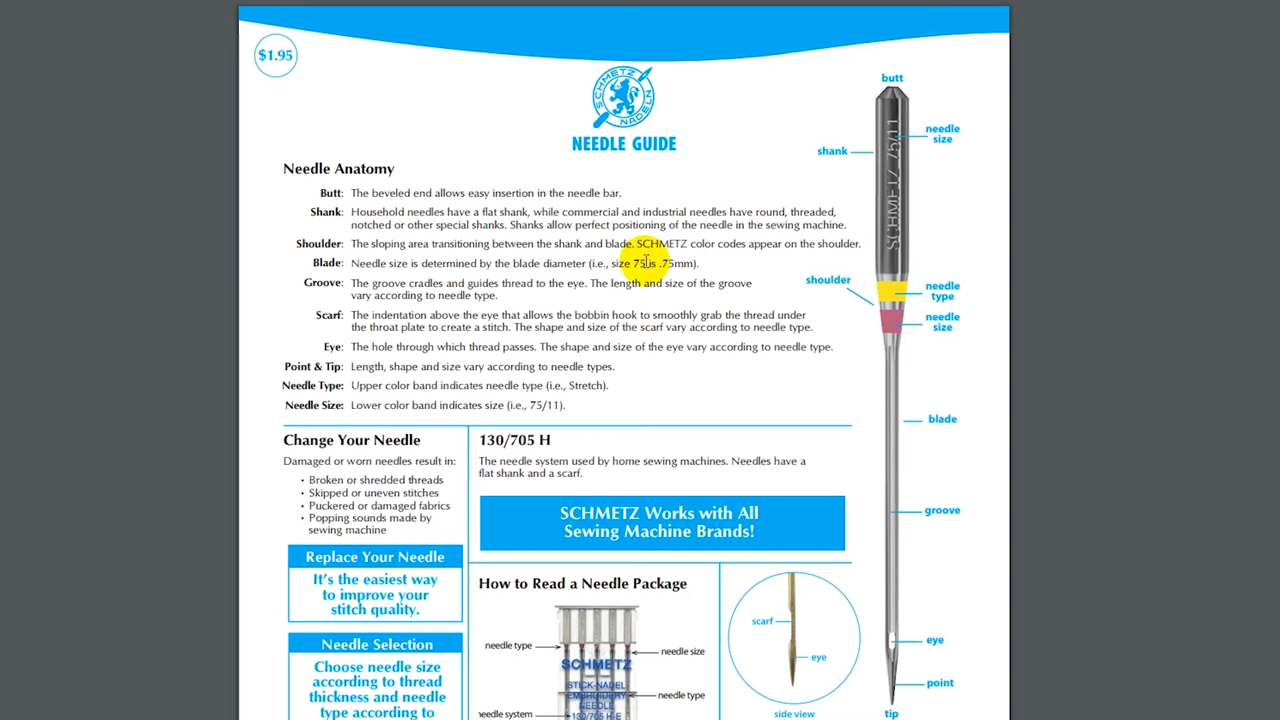 $1.95
SCHMETZ
NADELN
NEEDLE GUIDE
Needle Anatomy
Butt: The beveled end allows easy insertion in the needle bar.
Shank: Household needles have a flat shank, while commercial and industrial needles have round, threaded,
notched or other special shanks. Shanks allow perfect positioning of the needle in the sewing machine.
Shoulder: The sloping area transitioning between the shank and blade. SCHMETZ color codes appear on the shoulder.
Blade: Needle size is determined by the blade diameter (i.e., size 75 is .75mm).
Groove: The groove cradles and guides thread to the eye. The length and size of the groove
vary according to needle type.
Scarf: The indentation above the eye that allows the bobbin hook to smoothly grab the thread under
the throat plate to create a stitch. The shape and size of the scarf vary according to needle type.
Eye: The hole through which thread passes. The shape and size of the eye vary according to needle type.
Point & Tip: Length, shape and size vary according to needle types.
Needle Type: Upper color band indicates needle type (i.e., Stretch).
Needle Size: Lower color band indicates size (i.e., 75/11).
butt
needle
size
shank
SCHMETZ 75/11
shoulder
needle
type
needle
size
blade
groove
eye
point
tip
Change Your Needle
Damaged or worn needles result in:
• Broken or shredded threads
• Skipped or uneven stitches
• Puckered or damaged fabrics
• Popping sounds made by
sewing machine
Replace Your Needle
It's the easiest way
to improve your
stitch quality.
Needle Selection
Choose needle size
according to thread
thickness and needle
type according to
130/705 H
The needle system used by home sewing machines. Needles have a
flat shank and a scarf.
SCHMETZ Works with All
Sewing Machine Brands!
How to Read a Needle Package
needle type
needle size
SCHMETZ
STICK-NADEL
EMBROIDERY
NEEDLE
130/705 H-E
needle type
needle system
scarf
eye
side view